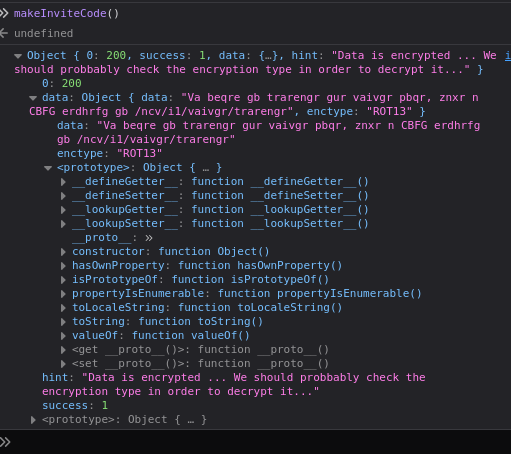 makeInviteCode()
undefined
Object { 0: 200, success: 1, data: {…}, hint: "Data is encrypted ... We i
should probbably check the encryption type in order to decrypt it..." }
0: 200
data: Object { data: "Va beqre gb trarengr gur vaivgr pbqr, znxr n
CBFG erdhrfg gb /ncv/i1/vaivgr/trarengr", enctype: "ROT13" }
data: "Va beqre gb trarengr gur vaivgr pbqr, znxr n CBFG erdhrfg
gb /ncv/i1/vaivgr/trarengr"
enctype: "ROT13"
<prototype>: Object { … }
__defineGetter__: function __defineGetter__()
__defineSetter__: function __defineSetter__()
__lookupGetter__: function __lookupGetter__()
__lookupSetter__: function __lookupSetter__()
__proto__: »
constructor: function Object()
hasOwnProperty: function hasOwnProperty()
isPrototypeOf: function isPrototypeOf()
propertyIsEnumerable: function propertyIsEnumerable()
toLocaleString: function toLocaleString()
toString: function toString()
valueOf: function valueOf()
<get __proto__()>: function __proto__()
<set __proto__()>: function __proto__()
hint: "Data is encrypted ... We should probbably check the
encryption type in order to decrypt it..."
success: 1
<prototype>: Object { … }